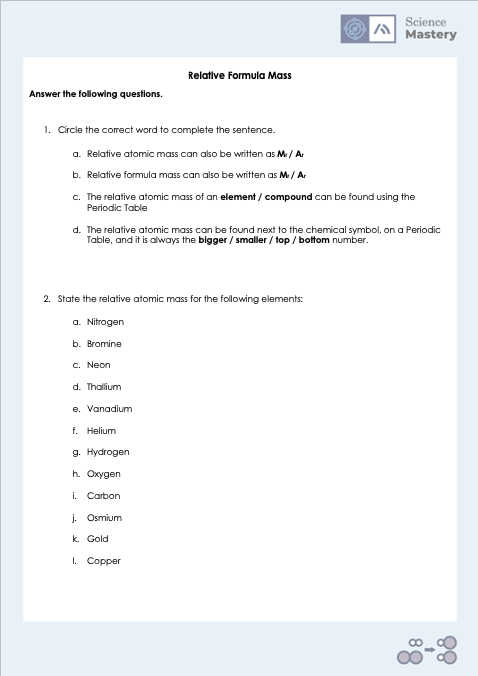 Science
Mastery
Relative Formula Mass
Answer the following questions.
1. Circle the correct word to complete the sentence.
a. Relative atomic mass can also be written as Mr / Ar
b. Relative formula mass can also be written as Mr / Ar
c. The relative atomic mass of an element / compound can be found using the
Periodic Table
d. The relative atomic mass can be found next to the chemical symbol, on a Periodic
Table, and it is always the bigger / smaller / top / bottom number.
2. State the relative atomic mass for the following elements:
a. Nitrogen
b. Bromine
c. Neon
d. Thallium
e. Vanadium
f. Helium
g. Hydrogen
h. Oxygen
i. Carbon
j. Osmium
k. Gold
l. Copper